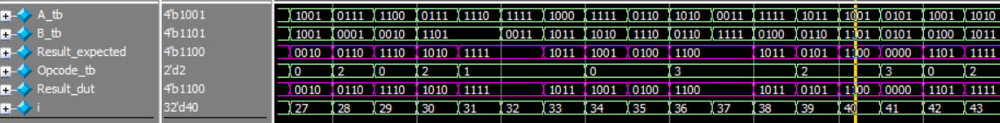 A_tb 4'b1001 1001 0111 1100 0111 1110 1111 1000 1111 0110 1010 0011 1111 1011 1001 0101 1001 1010
B_tb 4'b1101 1001 0001 0010 1101 0011 1011 1010 1110 0110 1111 0100 0110 1101 0101 0100 1011
Result_expected 4'b1100 0010 0110 1110 1010 1111 1011 1001 0100 1100 1011 0101 1100 0000 1101 1111
Opcode_tb 2'd2 0 2 0 2 1 0 3 2 3 0 2
Result_dut 4'b1100 0010 0110 1110 1010 1111 1011 1001 0100 1100 1011 0101 1100 0000 1101 1111
i 32'd40 27 28 29 30 31 32 33 34 35 36 37 38 39 40 41 42 43